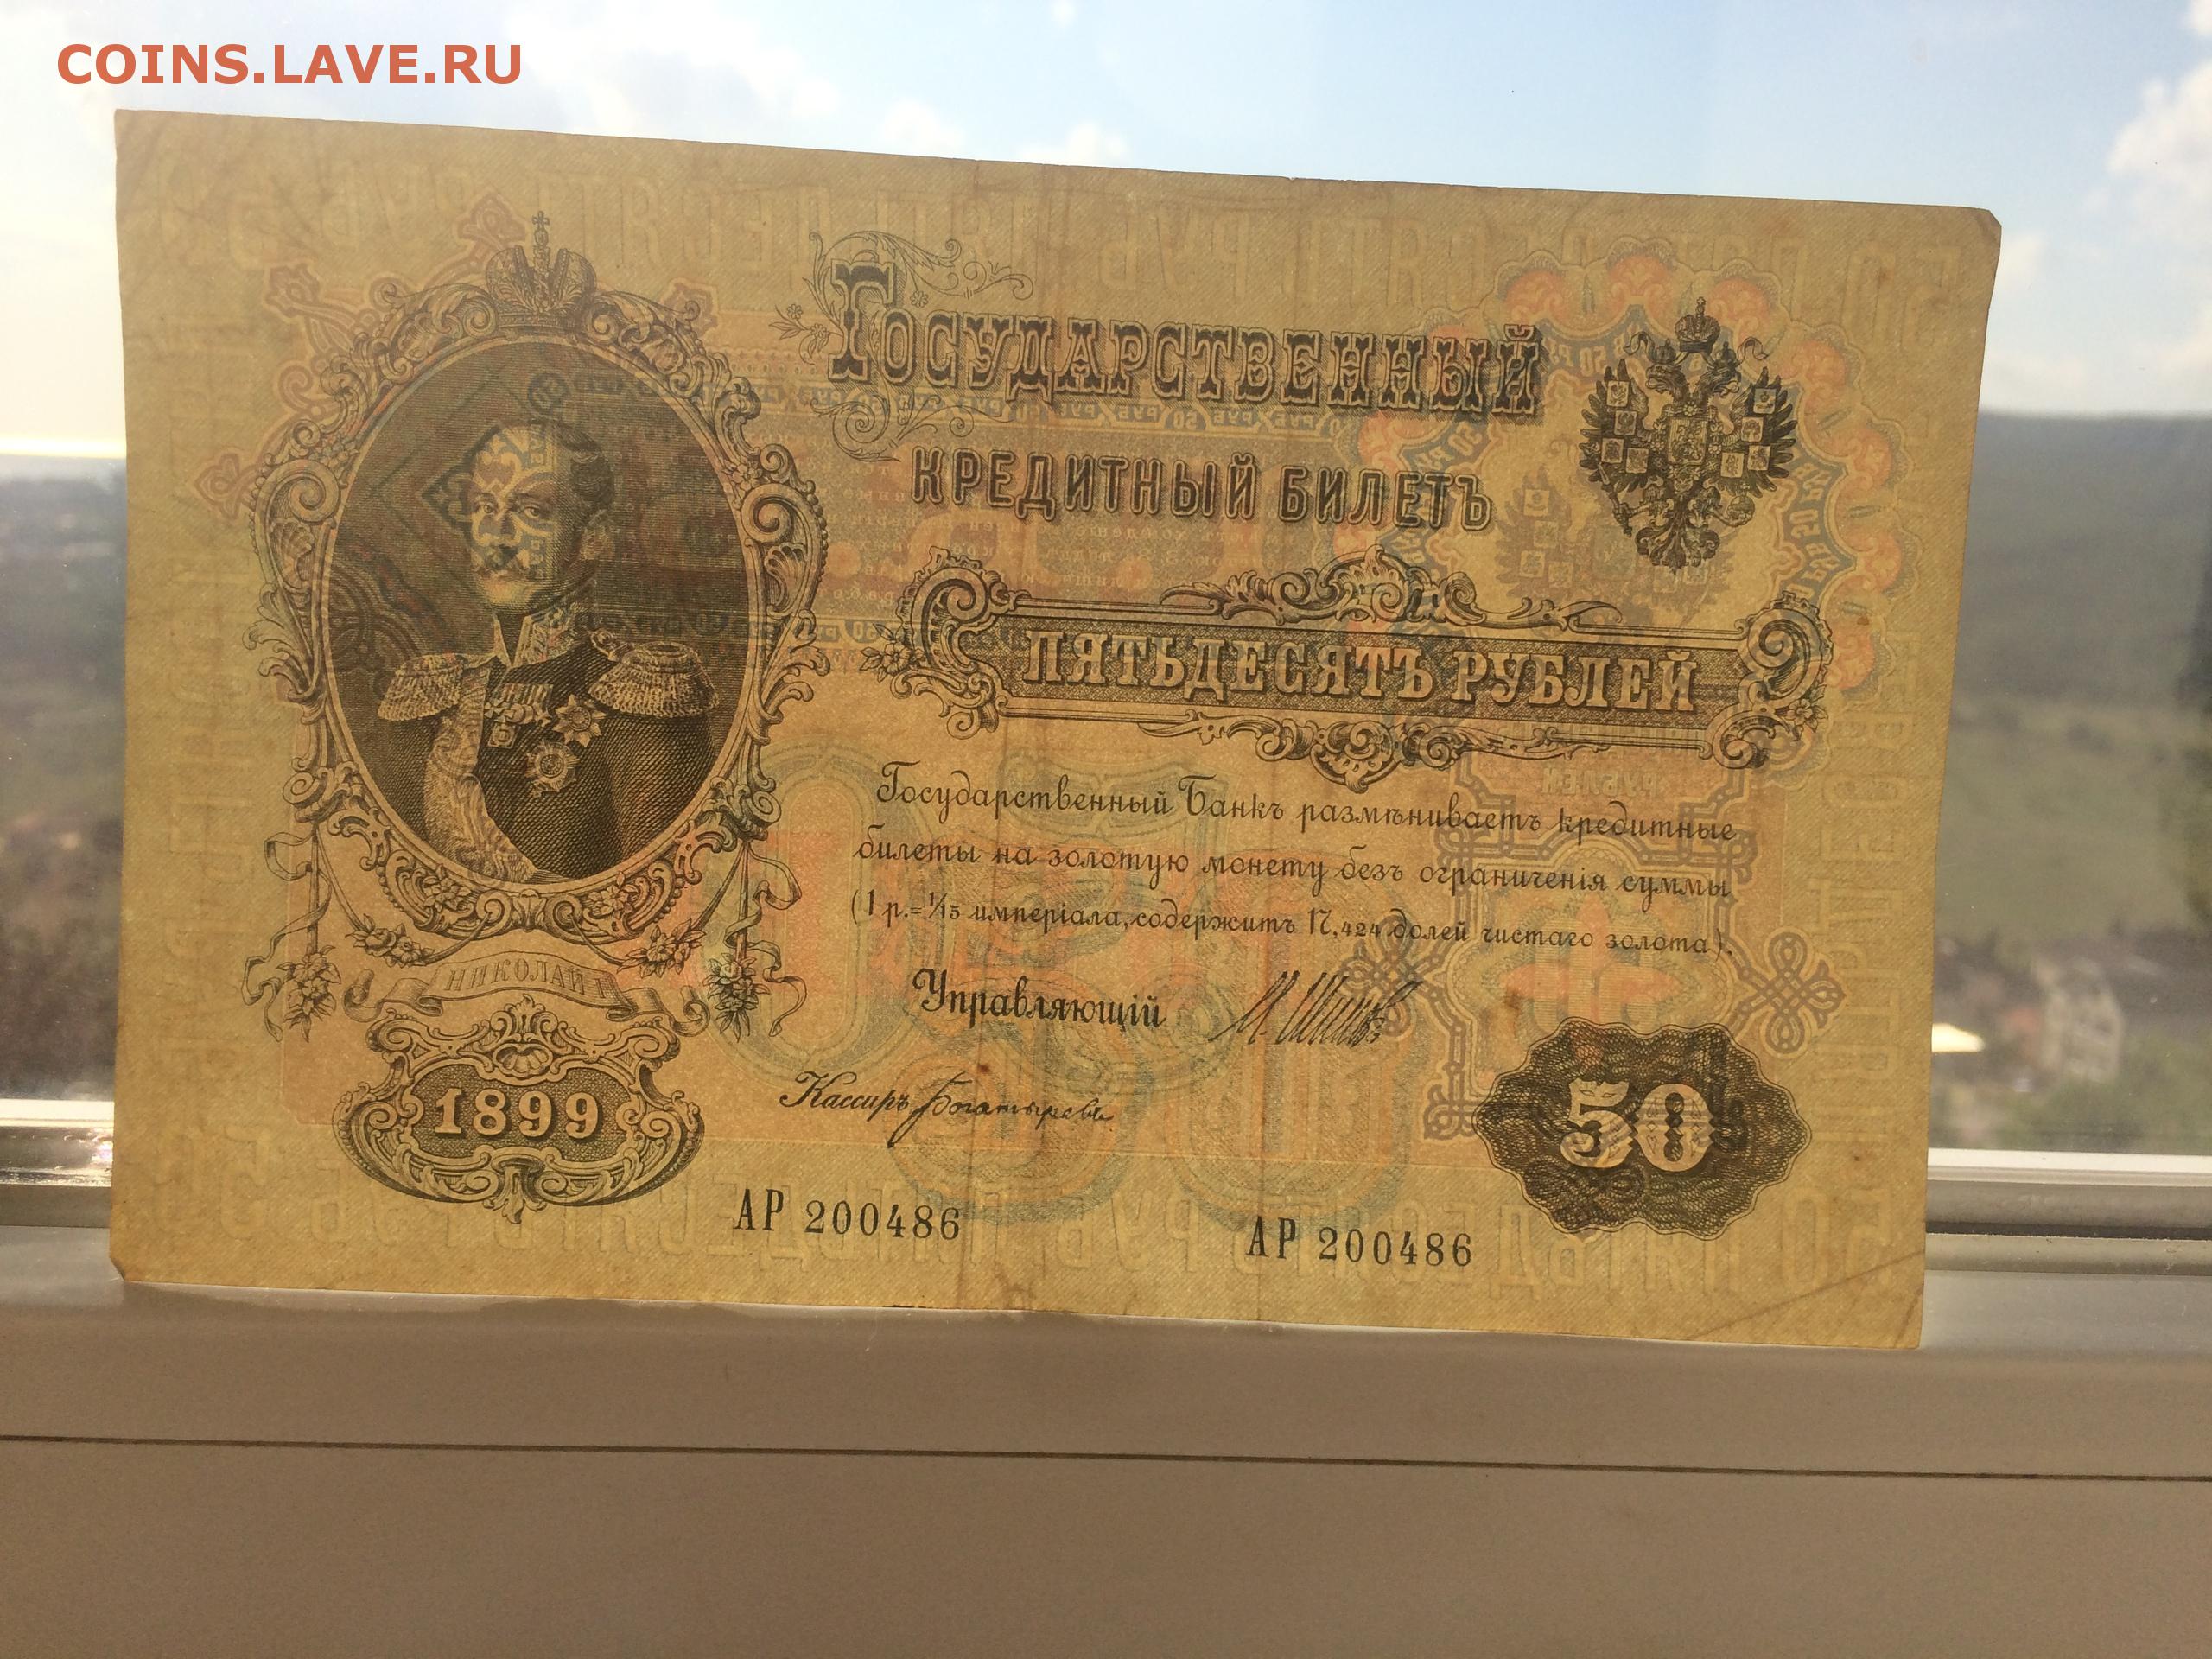 COINS.LAVE.RU
ГОСУДАРСТВЕННЫЙ
КРЕДИТНЫЙ БИЛЕТЪ
ПЯТЬДЕСЯТЪ РУБЛЕЙ
Государственный Банкъ размѣниваетъ кредитные
билеты на золотую монету безъ ограниченія суммы
(1 р.=1/15 имперіала, содержитъ 17,424 долей чистаго золота).
Управляющій И. Шиповъ
Кассиръ Богатыревъ
НИКОЛАЙ I
1899
50
АР 200486
АР 200486